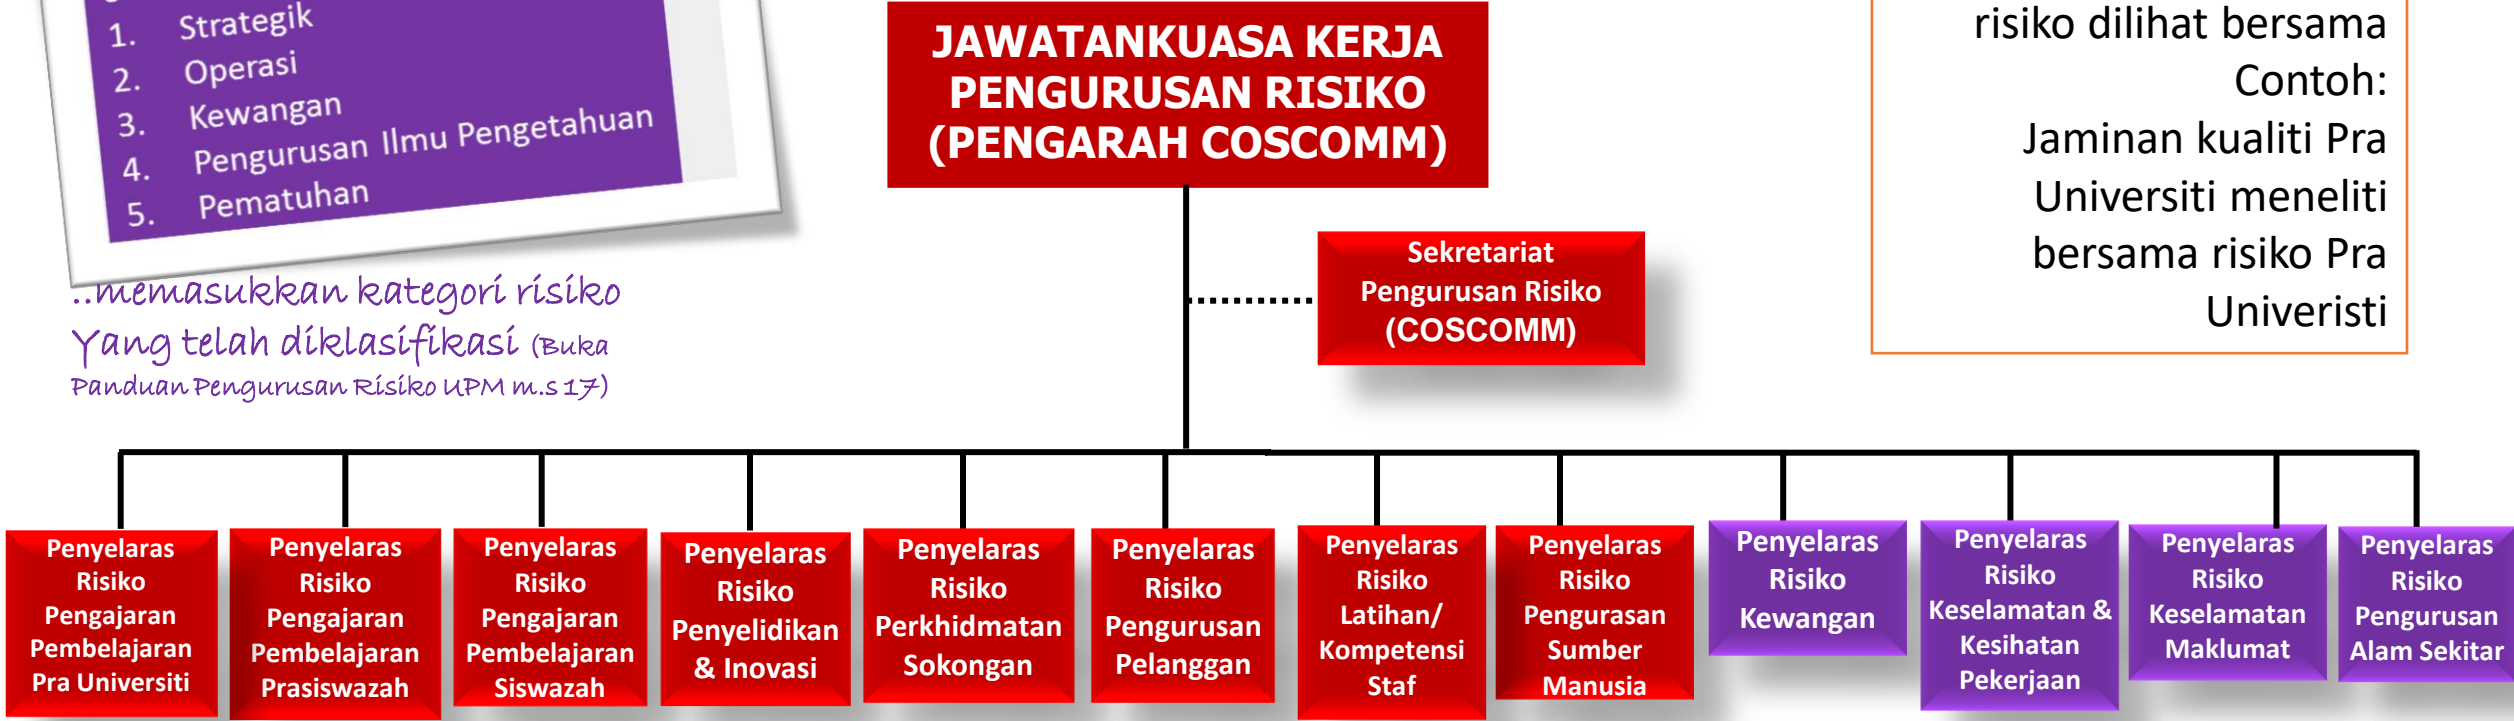 1. Strategik
2. Operasi
3. Kewangan
4. Pengurusan Ilmu Pengetahuan
5. Pematuhan
..memasukkan kategori risiko
Yang telah diklasifikasi (Buka
Panduan Pengurusan Risiko UPM m.s 17)
JAWATANKUASA KERJA
PENGURUSAN RISIKO
(PENGARAH COSCOMM)
Sekretariat
Pengurusan Risiko
(COSCOMM)
risiko dilihat bersama
Contoh:
Jaminan kualiti Pra
Universiti meneliti
bersama risiko Pra
Univeristi
Penyelaras
Risiko
Pengajaran
Pembelajaran
Pra Universiti
Penyelaras
Risiko
Pengajaran
Pembelajaran
Prasiswazah
Penyelaras
Risiko
Pengajaran
Pembelajaran
Siswazah
Penyelaras
Risiko
Penyelidikan
& Inovasi
Penyelaras
Risiko
Perkhidmatan
Sokongan
Penyelaras
Risiko
Pengurusan
Pelanggan
Penyelaras
Risiko
Latihan/
Kompetensi
Staf
Penyelaras
Risiko
Pengurasan
Sumber
Manusia
Penyelaras
Risiko
Kewangan
Penyelaras
Risiko
Keselamatan &
Kesihatan
Pekerjaan
Penyelaras
Risiko
Keselamatan
Maklumat
Penyelaras
Risiko
Pengurusan
Alam Sekitar